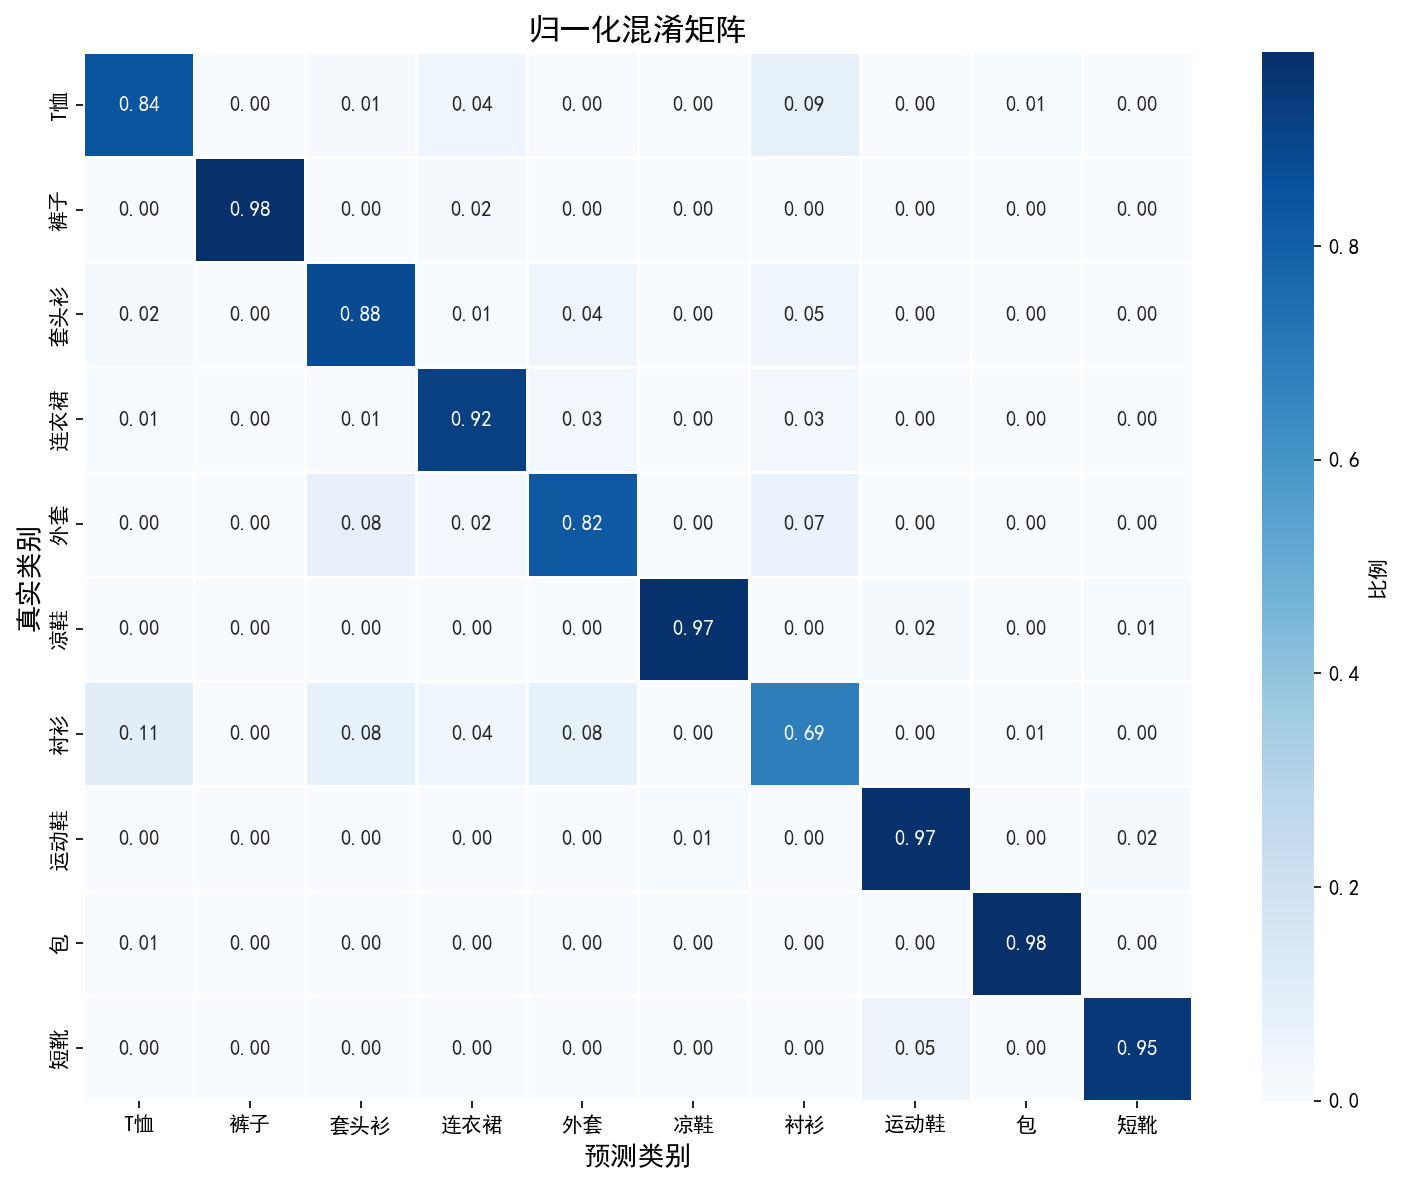 归一化混淆矩阵
真实类别
T恤 0.84 0.00 0.01 0.04 0.00 0.00 0.09 0.00 0.01 0.00
裤子 0.00 0.98 0.00 0.02 0.00 0.00 0.00 0.00 0.00 0.00
套头衫 0.02 0.00 0.88 0.01 0.04 0.00 0.05 0.00 0.00 0.00
连衣裙 0.01 0.00 0.01 0.92 0.03 0.00 0.03 0.00 0.00 0.00
外套 0.00 0.00 0.08 0.02 0.82 0.00 0.07 0.00 0.00 0.00
凉鞋 0.00 0.00 0.00 0.00 0.00 0.97 0.00 0.02 0.00 0.01
衬衫 0.11 0.00 0.08 0.04 0.08 0.00 0.69 0.00 0.01 0.00
运动鞋 0.00 0.00 0.00 0.00 0.00 0.01 0.00 0.97 0.00 0.02
包 0.01 0.00 0.00 0.00 0.00 0.00 0.00 0.00 0.98 0.00
短靴 0.00 0.00 0.00 0.00 0.00 0.00 0.00 0.05 0.00 0.95
T恤 裤子 套头衫 连衣裙 外套 凉鞋 衬衫 运动鞋 包 短靴
预测类别
0.8
0.6
0.4
0.2
0.0
比例